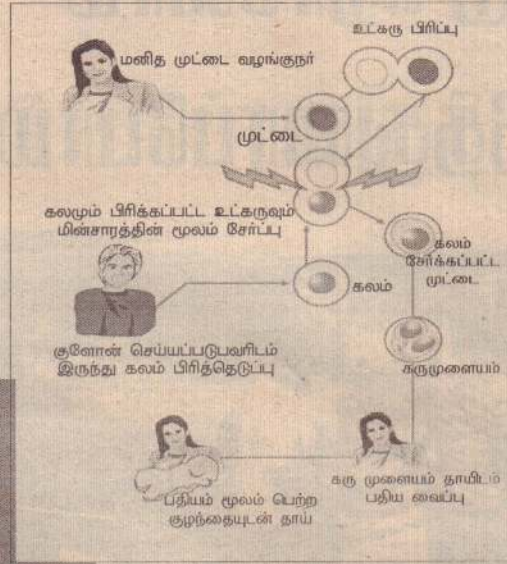 உட்கரு பிரிப்பு
மனித முட்டை வழங்குநர்
முட்டை
கலமும் பிரிக்கப்பட்ட உட்கருவும்
மின்சாரத்தின் மூலம் சேர்ப்பு
கலம்
சேர்க்கப்பட்ட
முட்டை
கலம்
குளோன் செய்யப்படுபவரிடம்
இருந்து கலம் பிரித்தெடுப்பு
கருமுளையம்
பதியம் மூலம் பெற்ற
குழந்தையுடன் தாய்
கரு முளையம் தாயிடம்
பதிய வைப்பு